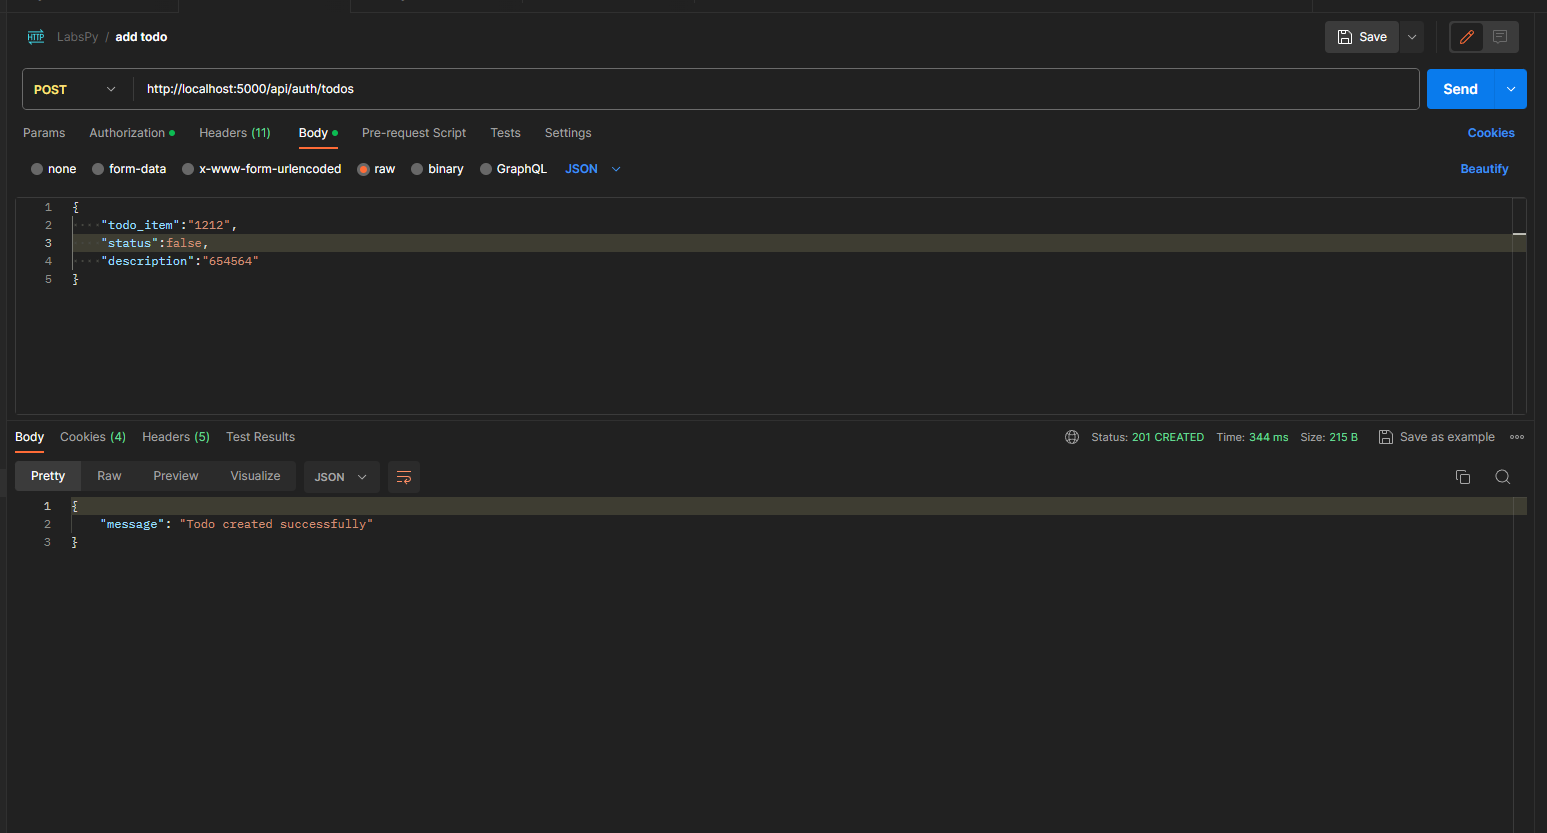 HTTP LabsPy / add todo Save
POST http://localhost:5000/api/auth/todos Send
Params Authorization Headers (11) Body Pre-request Script Tests Settings Cookies
none form-data x-www-form-urlencoded raw binary GraphQL JSON Beautify
1 {
2 "todo_item":"1212",
3 "status":false,
4 "description":"654564"
5 }
Body Cookies (4) Headers (5) Test Results Status: 201 CREATED Time: 344 ms Size: 215 B Save as example
Pretty Raw Preview Visualize JSON
1 {
2 "message": "Todo created successfully"
3 }